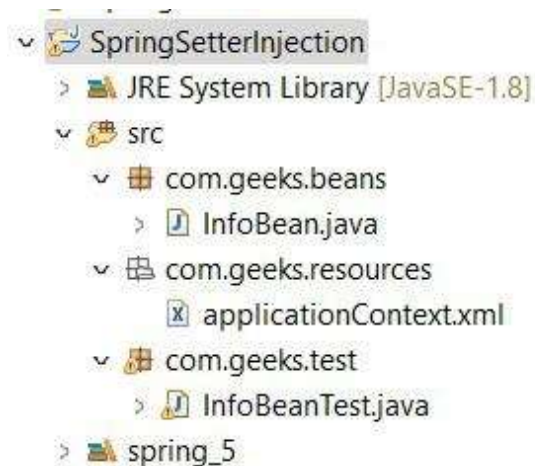 SpringSetterInjection
JRE System Library [JavaSE-1.8]
src
com.geeks.beans
InfoBean.java
com.geeks.resources
applicationContext.xml
com.geeks.test
InfoBeanTest.java
spring_5